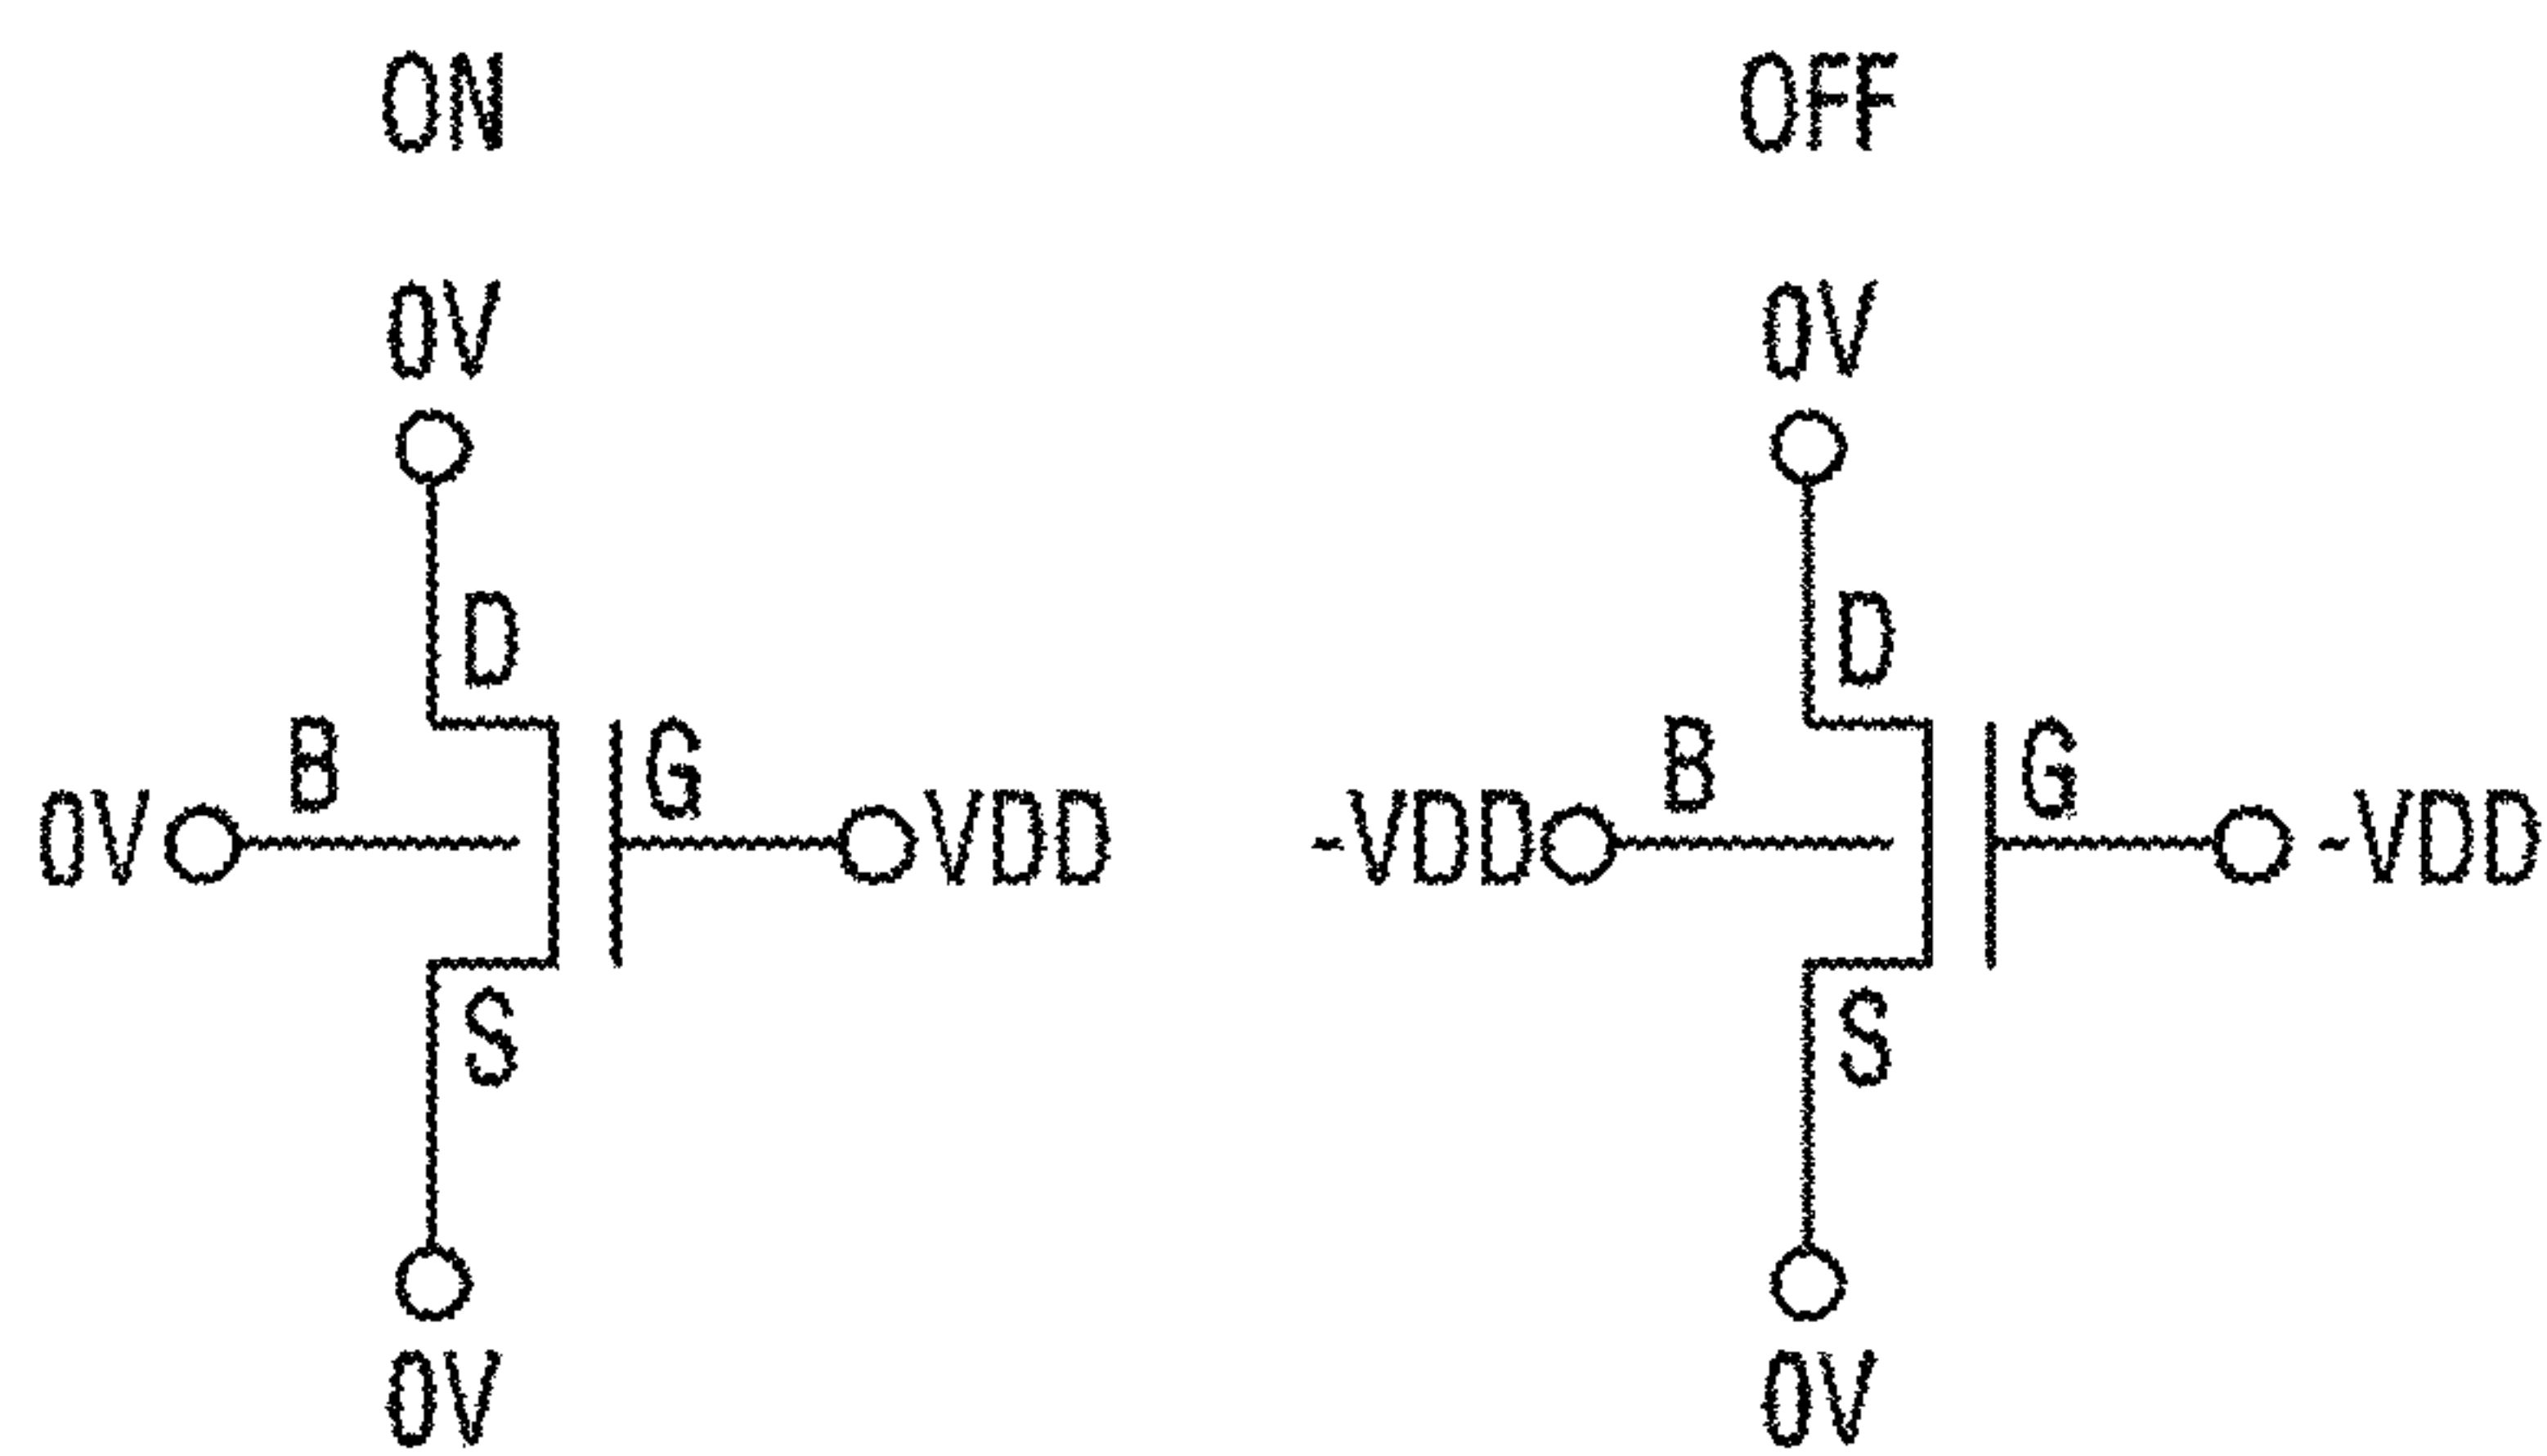 ON OFF
0V 0V
D D
B G B G
0V VDD -VDD -VDD
S S
0V 0V